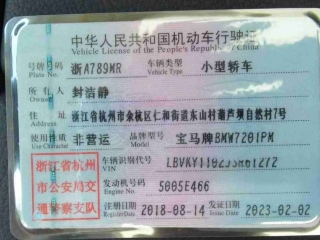 中华人民共和国机动车行驶证
Vehicle License of the People's Republic of China
号牌号码 浙A789MR 车辆类型 小型轿车
Plate No. Vehicle Type
所有人 封洁静
Owner
住址 浙江省杭州市余杭区仁和街道东山村葫芦坝自然村7号
Address
使用性质 非营运 品牌型号 宝马牌BMW7201PM
Use Character Model
浙江省杭州 车辆识别代号
VIN
市公安局交 发动机号码 5005E466
Engine No.
通警察支队 注册日期 2018-08-14 发证日期 2023-02-02
Register Date Issue Date